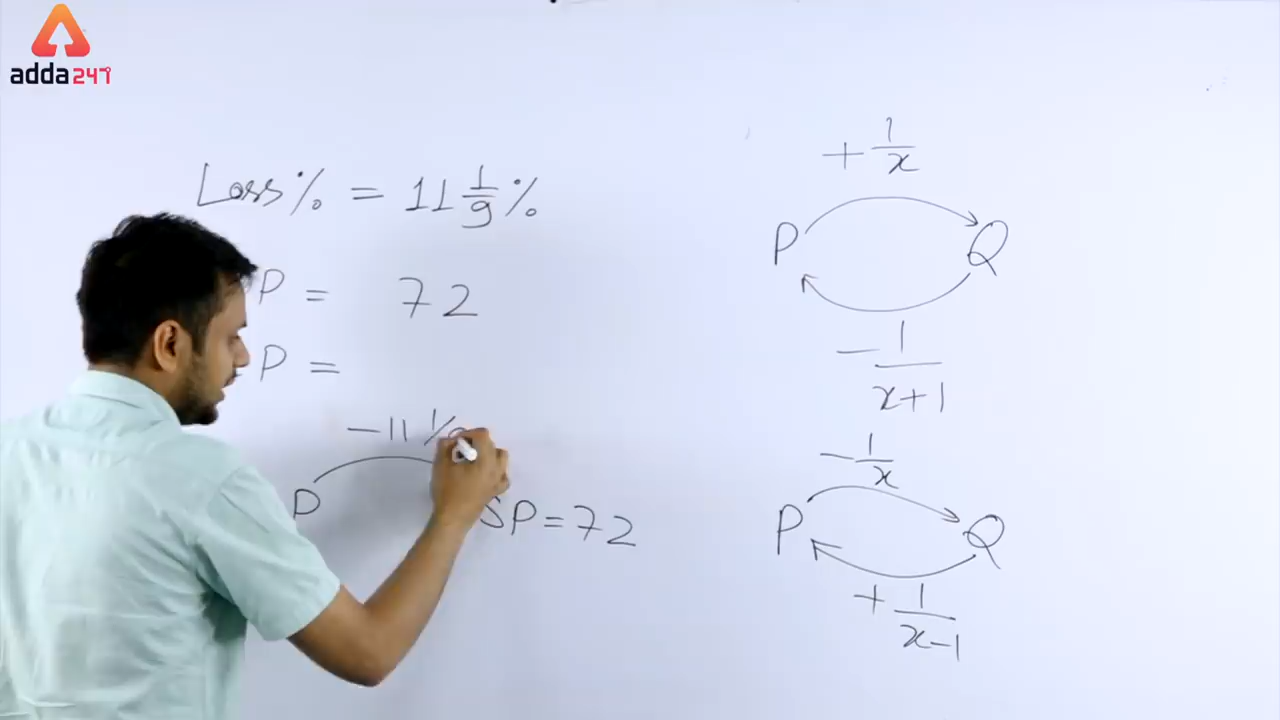 adda247
Loss% = 11 1/9 %
P = 72
P =
-11 1/
P
SP = 72
+ 1/x
P Q
- 1/x+1
- 1/x
P Q
+ 1/x-1